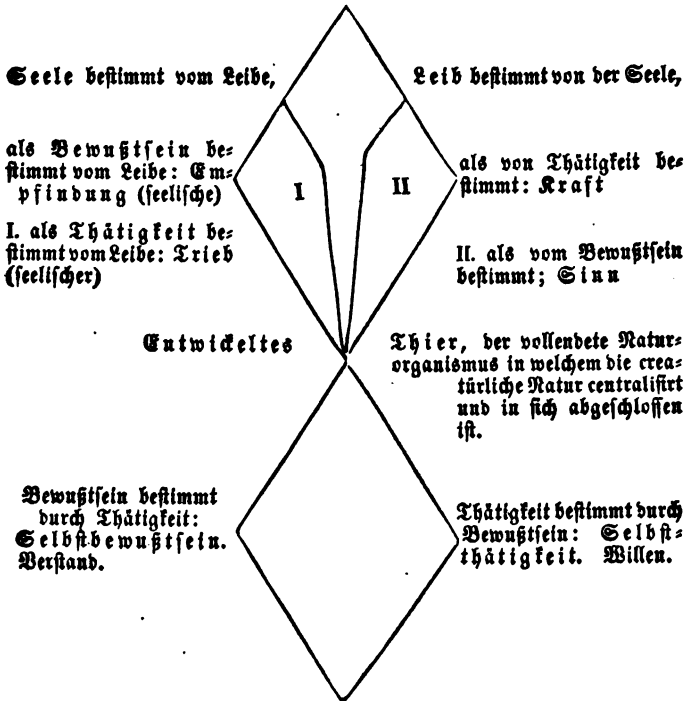 Seele bestimmt vom Leibe,
Leib bestimmt von der Seele,
als Bewußtsein be-
stimmt vom Leibe: Em-
pfindung (seelische)
I. als Thätigkeit be-
stimmt vom Leibe: Trieb
(seelischer)
I
II
als von Thätigkeit be-
stimmt: Kraft
II. als vom Bewußtsein
bestimmt; Sinn
Entwickeltes
Thier, der vollendete Natur-
organismus in welchem die crea-
türliche Natur centralisirt
und in sich abgeschlossen
ist.
Bewußtsein bestimmt
durch Thätigkeit:
Selbstbewußtsein.
Verstand.
Thätigkeit bestimmt durch
Bewußtsein: Selbst-
thätigkeit. Willen.